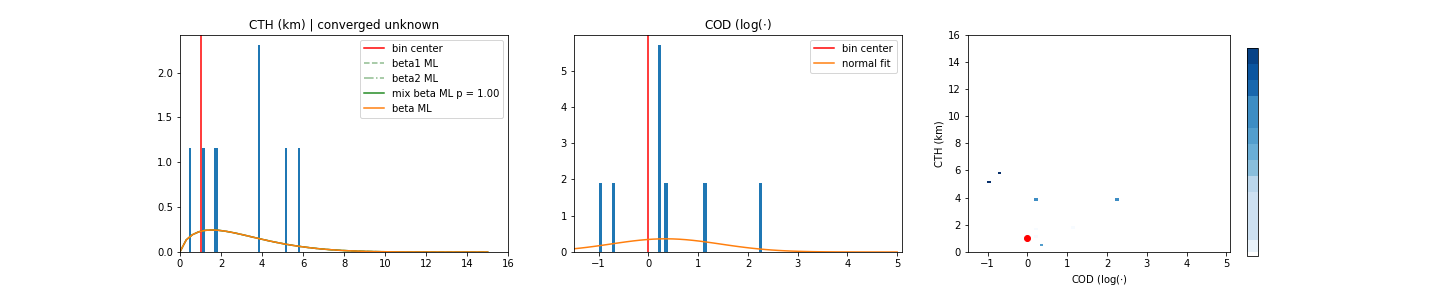 CTH (km) | converged unknown
2.0
1.5
1.0
0.5
0.0
0 2 4 6 8 10 12 14 16
bin center
beta1 ML
beta2 ML
mix beta ML p = 1.00
beta ML
COD (log(·)
6
5
4
3
2
1
0
−1 0 1 2 3 4 5
bin center
normal fit
CTH (km)
16
14
12
10
8
6
4
2
0
−1 0 1 2 3 4 5
COD (log(·)